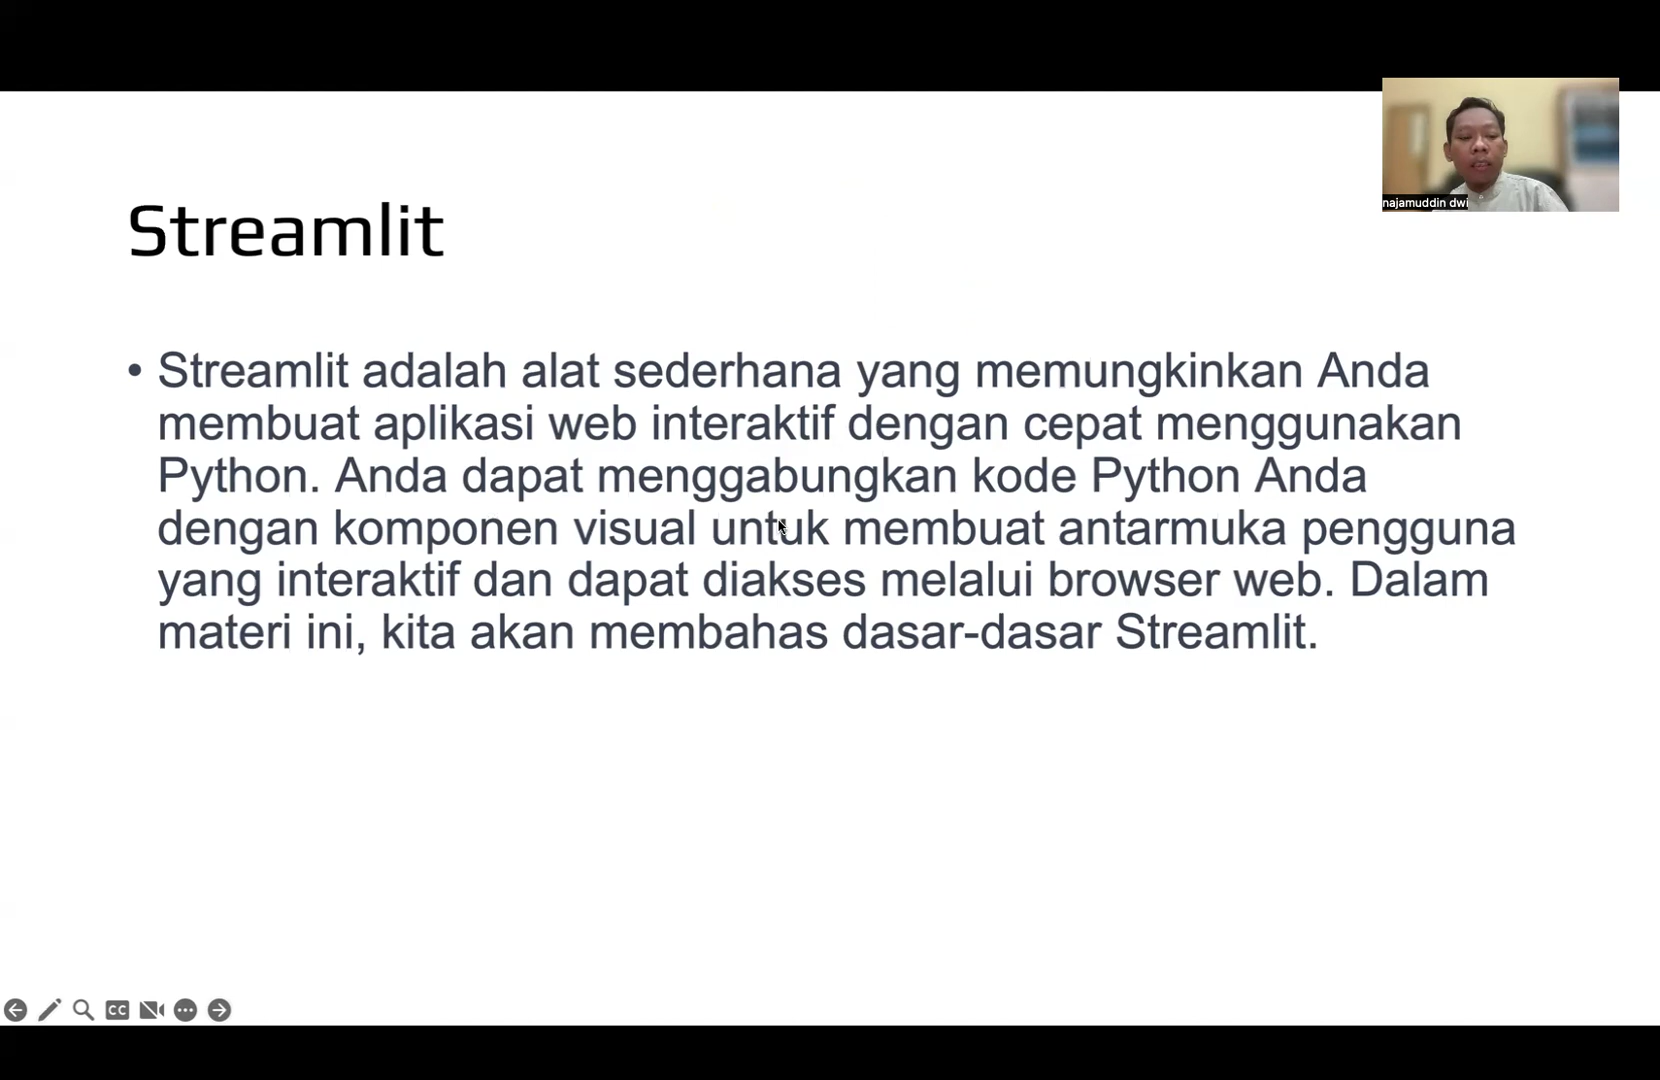 najamuddin dwi
Streamlit
• Streamlit adalah alat sederhana yang memungkinkan Anda
membuat aplikasi web interaktif dengan cepat menggunakan
Python. Anda dapat menggabungkan kode Python Anda
dengan komponen visual untuk membuat antarmuka pengguna
yang interaktif dan dapat diakses melalui browser web. Dalam
materi ini, kita akan membahas dasar-dasar Streamlit.
CC